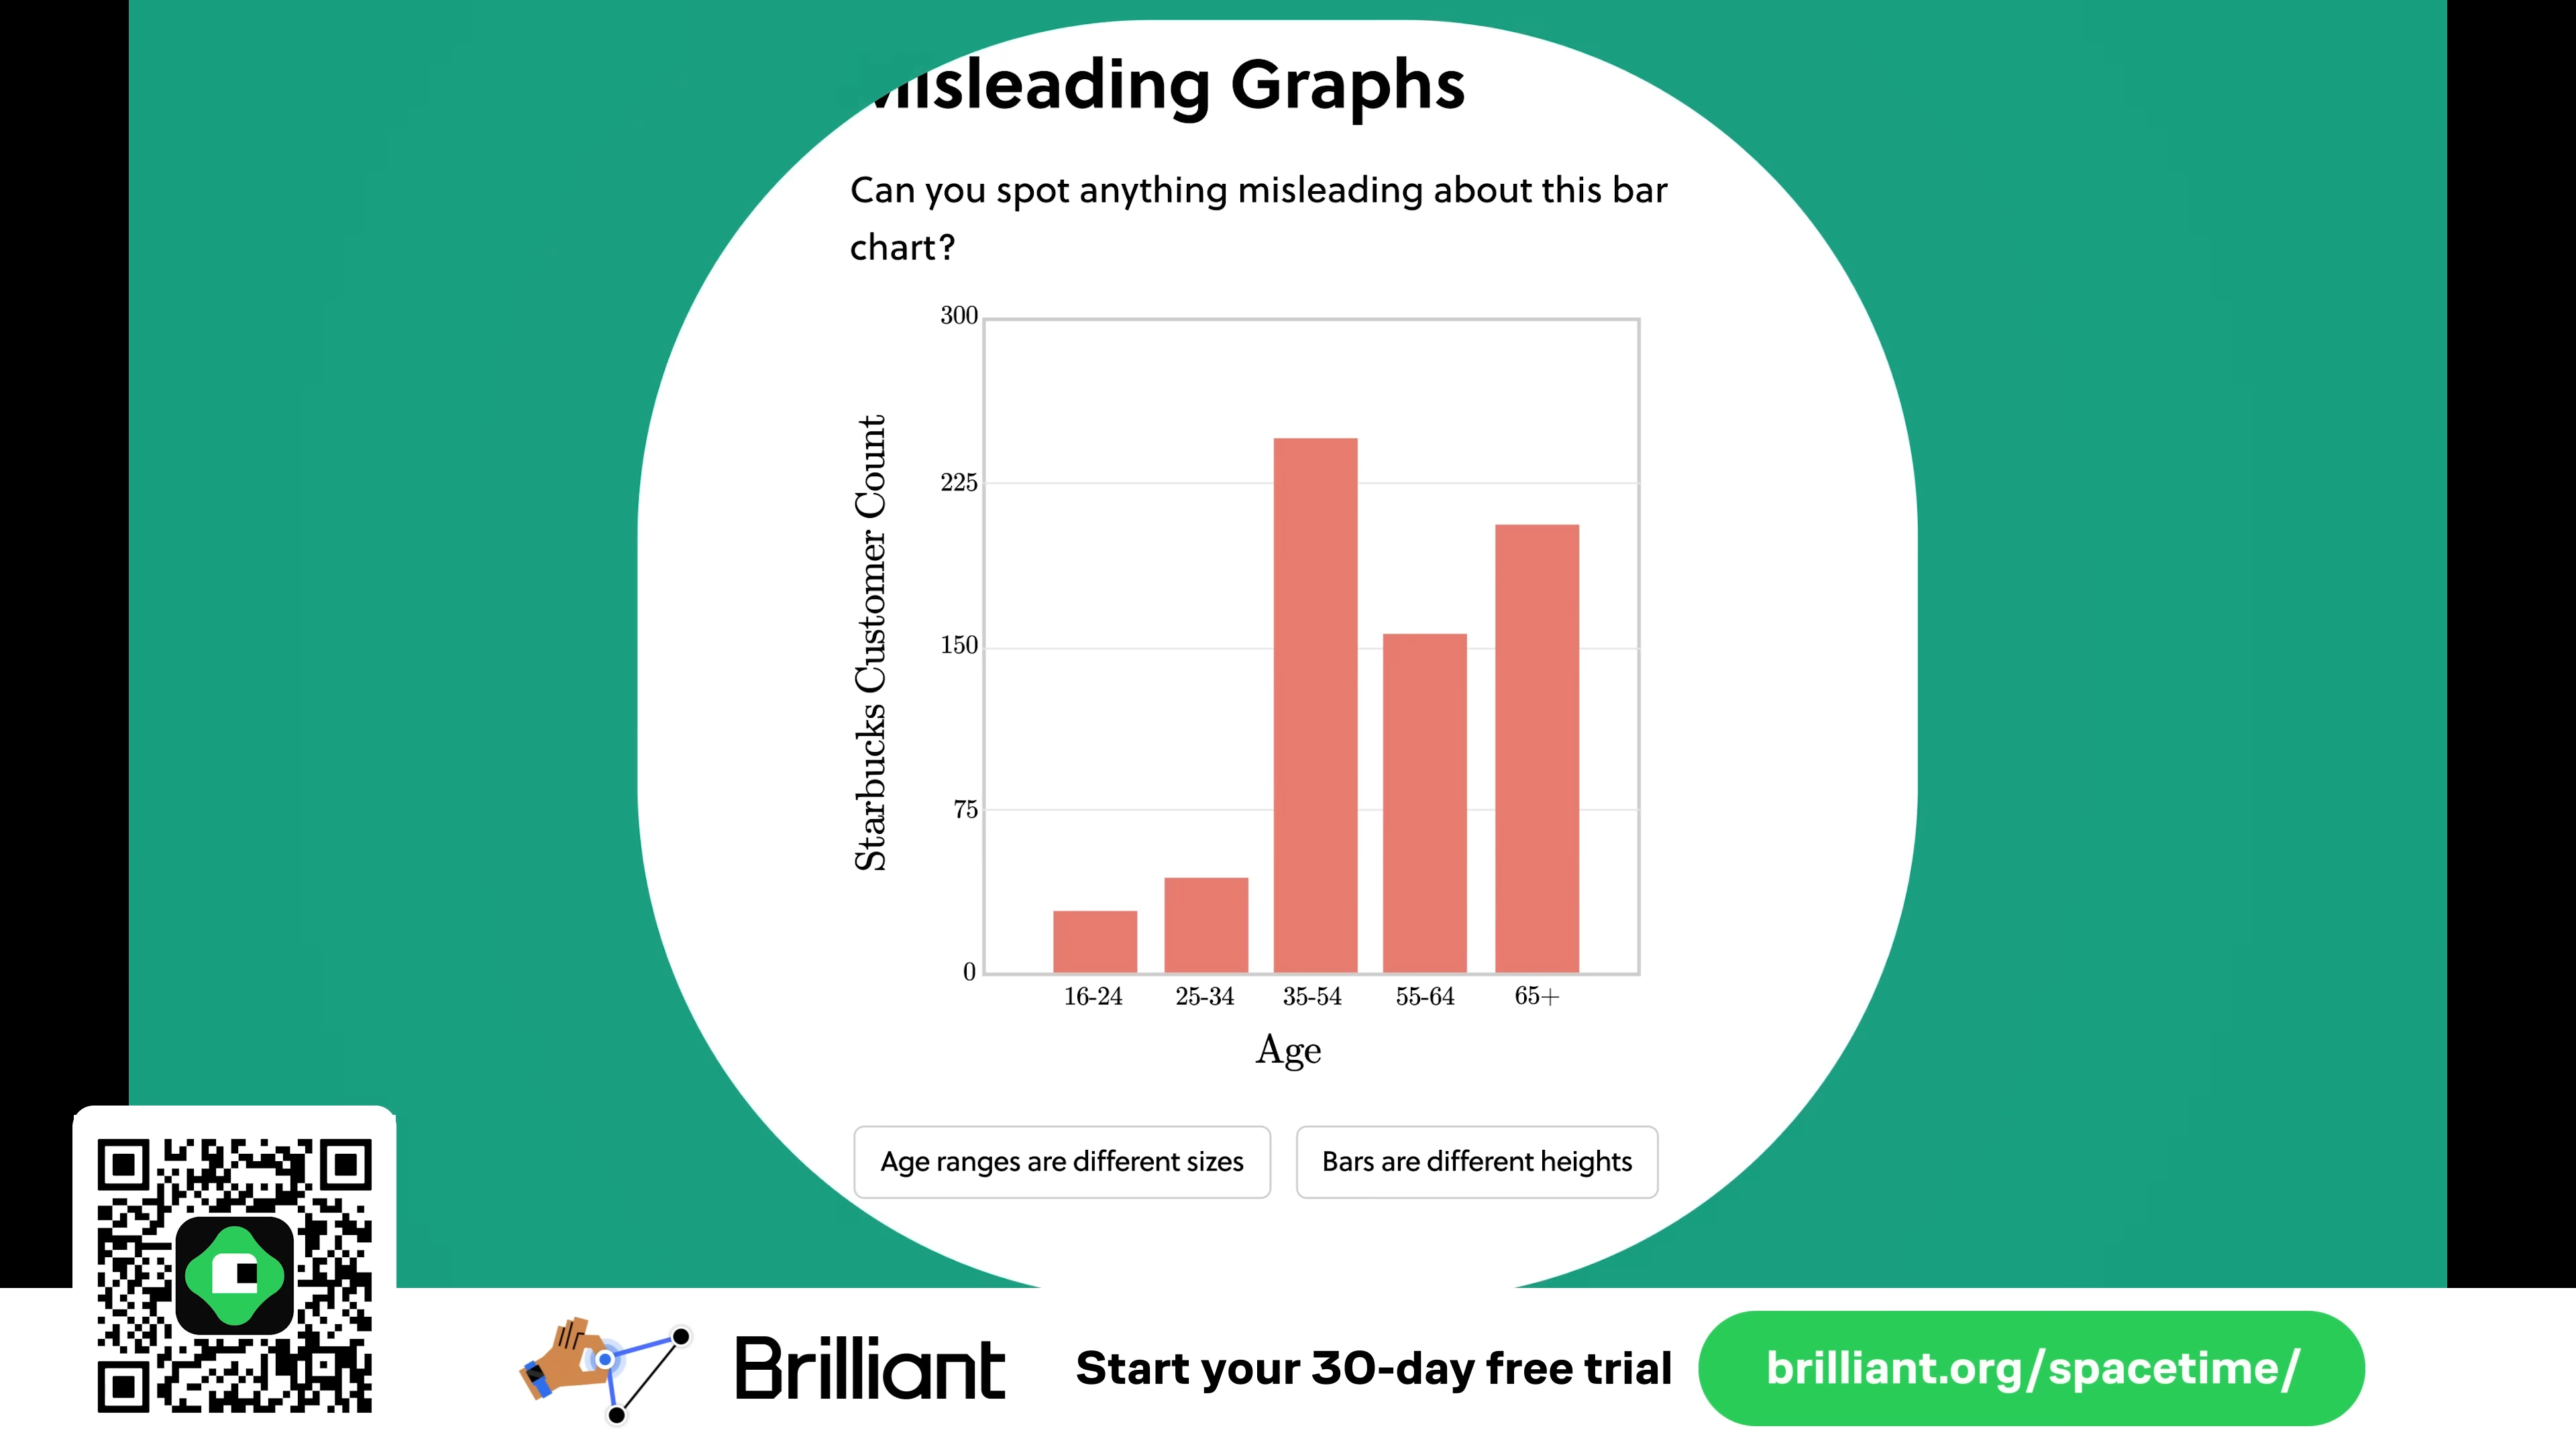 Misleading Graphs
Can you spot anything misleading about this bar
chart?
Starbucks Customer Count
300
225
150
75
0
16-24 25-34 35-54 55-64 65+
Age
Age ranges are different sizes
Bars are different heights
Brilliant
Start your 30-day free trial
brilliant.org/spacetime/